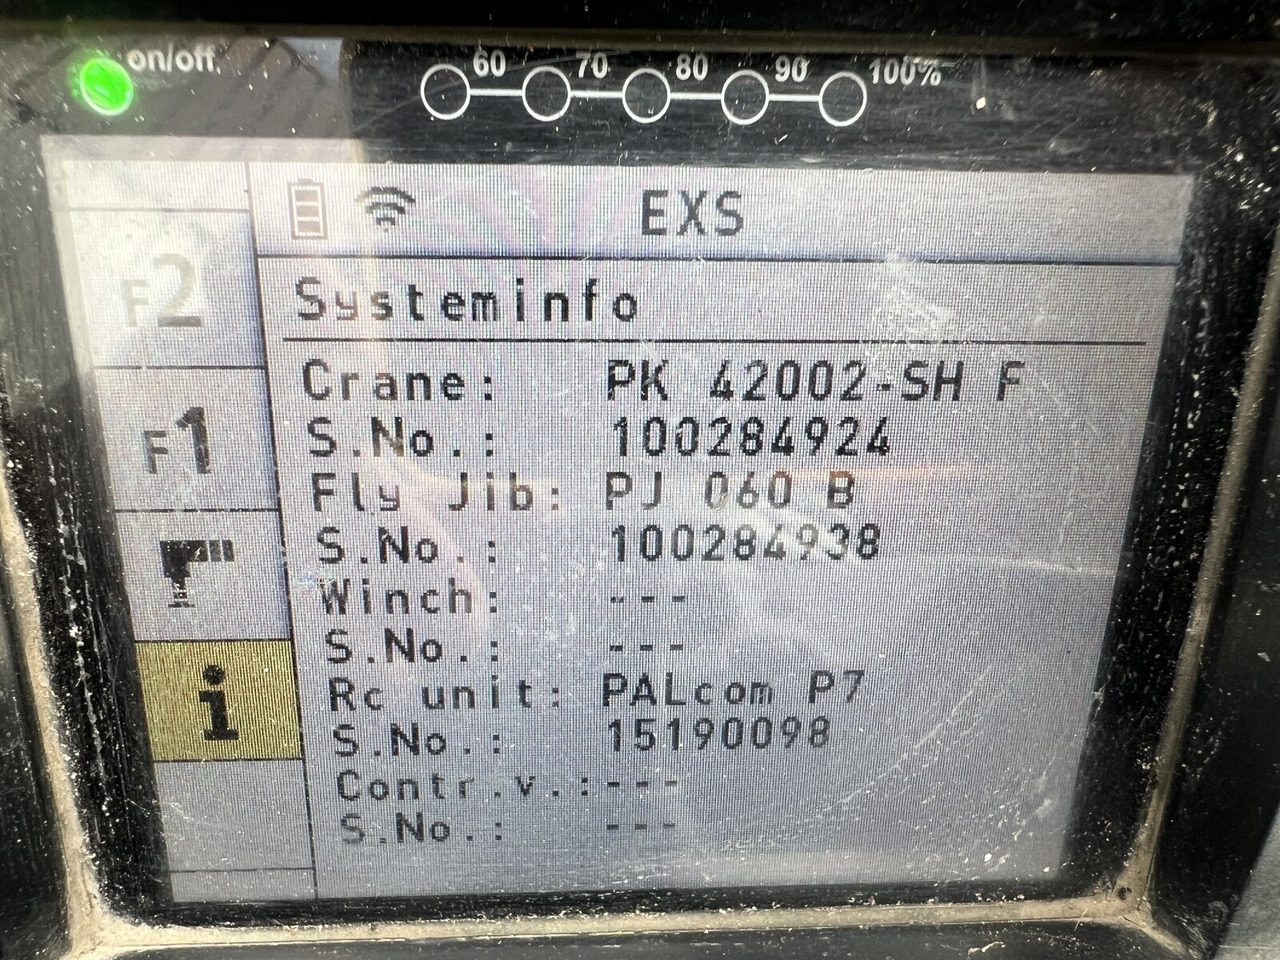 on/off
60 70 80 90 100%
EXS
F2
Systeminfo
Crane: PK 42002-SH F
S.No.: 100284924
F1
Fly Jib: PJ 060 B
S.No.: 100284938
Winch: ---
S.No.: ---
i
Rc unit: PALcom P7
S.No.: 15190098
Contr.v.:---
S.No.: ---